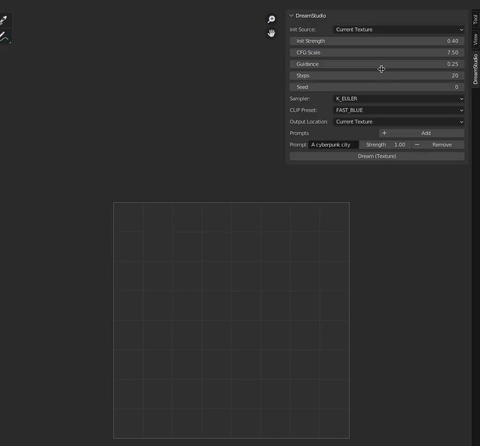 DreamStudio
Init Source: Current Texture
Init Strength 0.40
CFG Scale 7.50
Guidance 0.25
Steps 20
Seed 0
Sampler: K_EULER
CLIP Preset: FAST_BLUE
Output Location: Current Texture
Prompts + Add
Prompt: A cyberpunk city Strength 1.00 − Remove
Dream (Texture)
Tool
View
DreamStudio